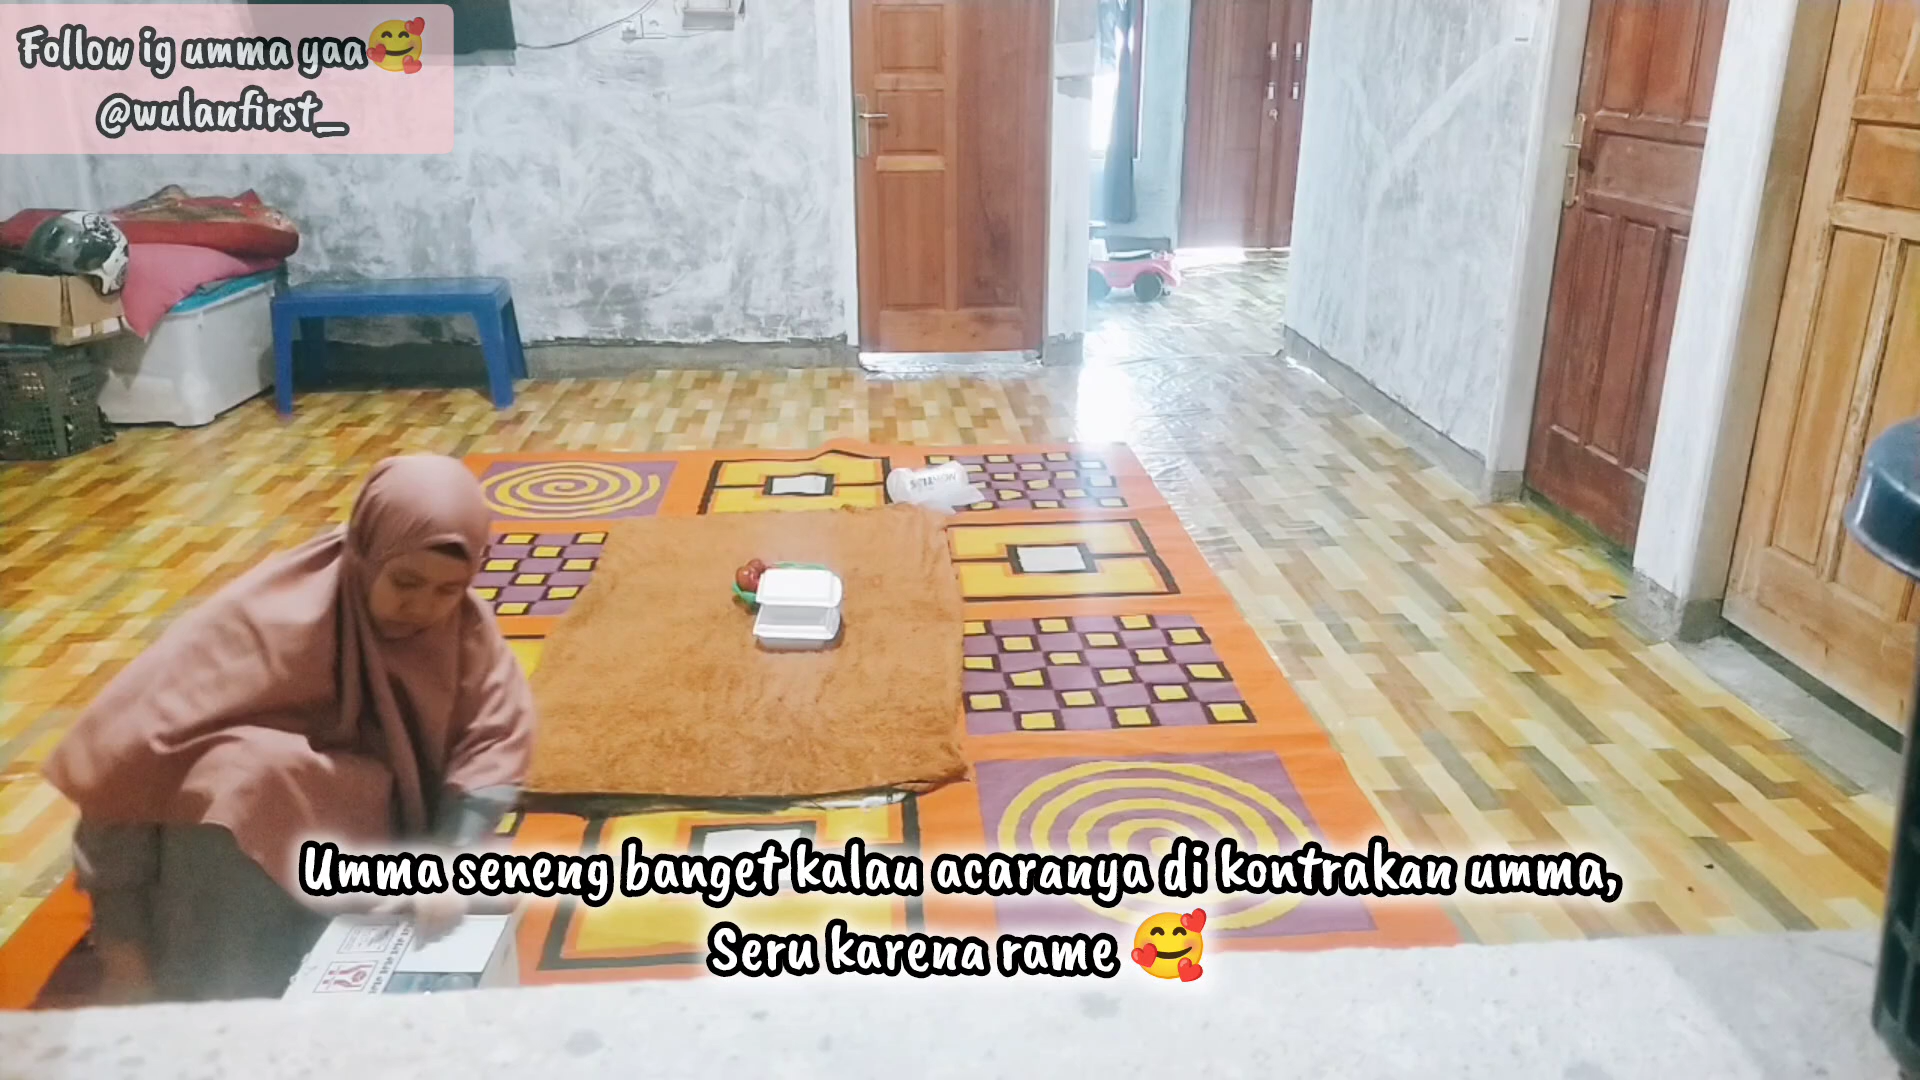 Follow ig umma yaa🥰
@wulanfirst_
Umma seneng banget kalau acaranya di kontrakan umma,
Seru karena rame 🥰